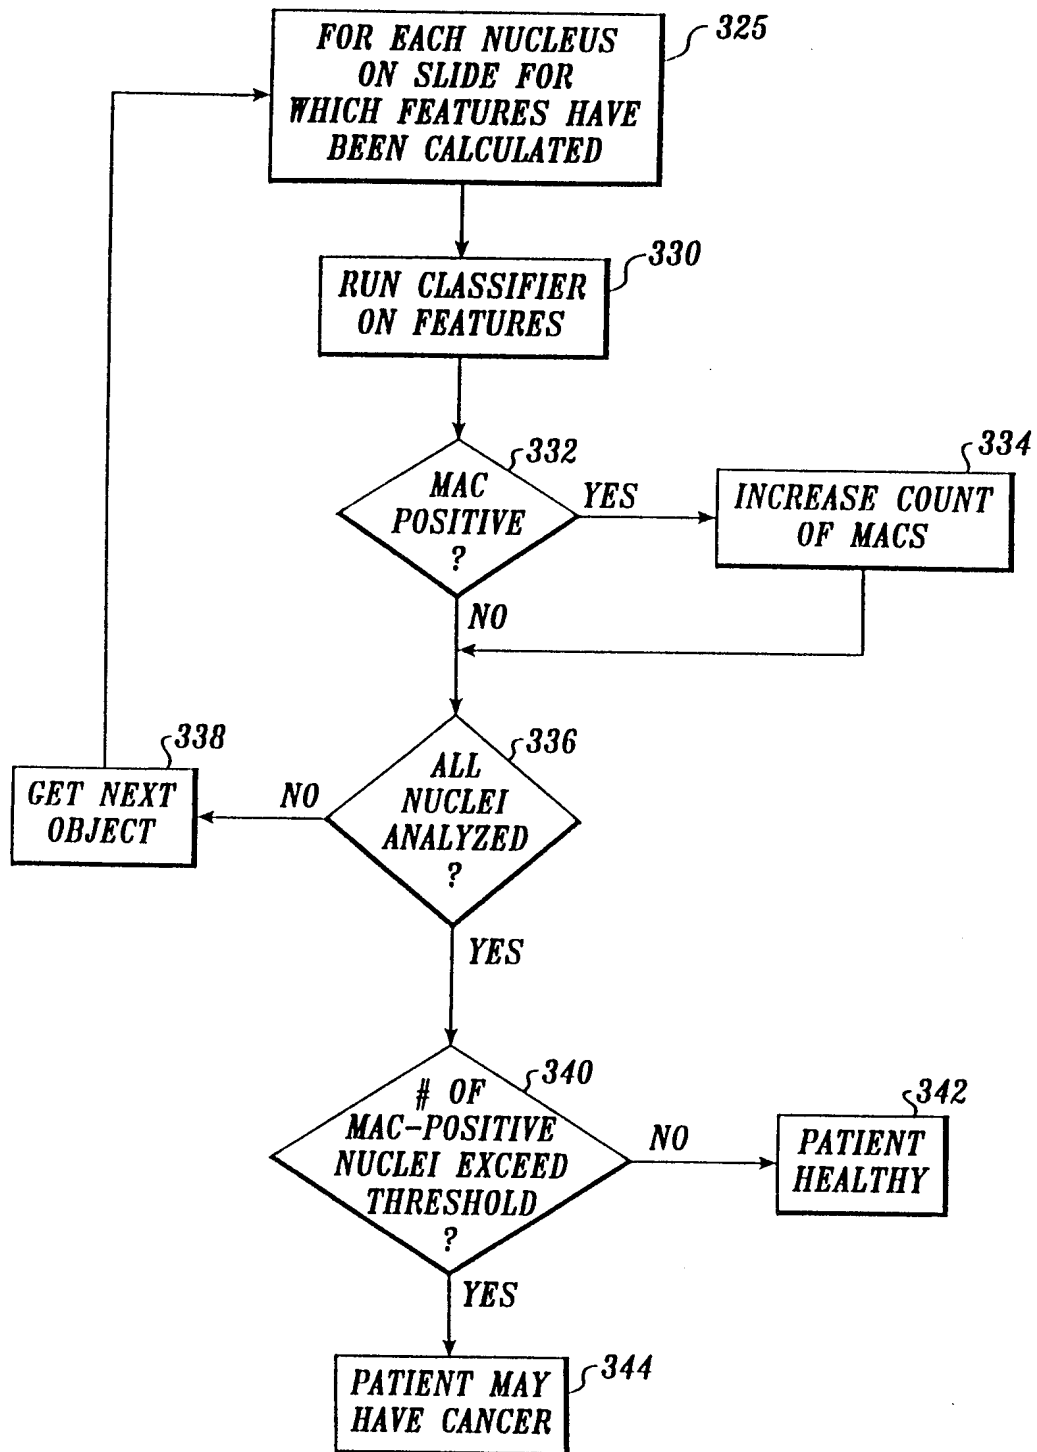 FOR EACH NUCLEUS
ON SLIDE FOR
WHICH FEATURES HAVE
BEEN CALCULATED
325
RUN CLASSIFIER
ON FEATURES
330
MAC
POSITIVE
?
332
YES
INCREASE COUNT
OF MACS
334
NO
ALL
NUCLEI
ANALYZED
?
336
NO
GET NEXT
OBJECT
338
YES
# OF
MAC-POSITIVE
NUCLEI EXCEED
THRESHOLD
?
340
NO
PATIENT
HEALTHY
342
YES
PATIENT MAY
HAVE CANCER
344